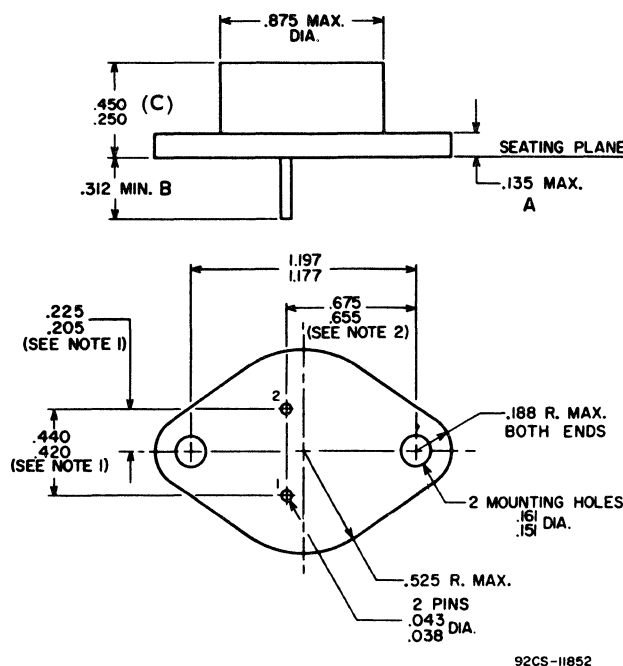 .875 MAX.
DIA.
.450 (C)
.250
SEATING PLANE
.312 MIN. B
.135 MAX.
A
1.197
1.177
.225
.205
(SEE NOTE 1)
.675
.655
(SEE NOTE 2)
2
.188 R. MAX.
BOTH ENDS
.440
.420
(SEE NOTE 1)
1
2 MOUNTING HOLES
.161
.151 DIA.
.525 R. MAX.
2 PINS
.043
.038 DIA.
92CS-11852